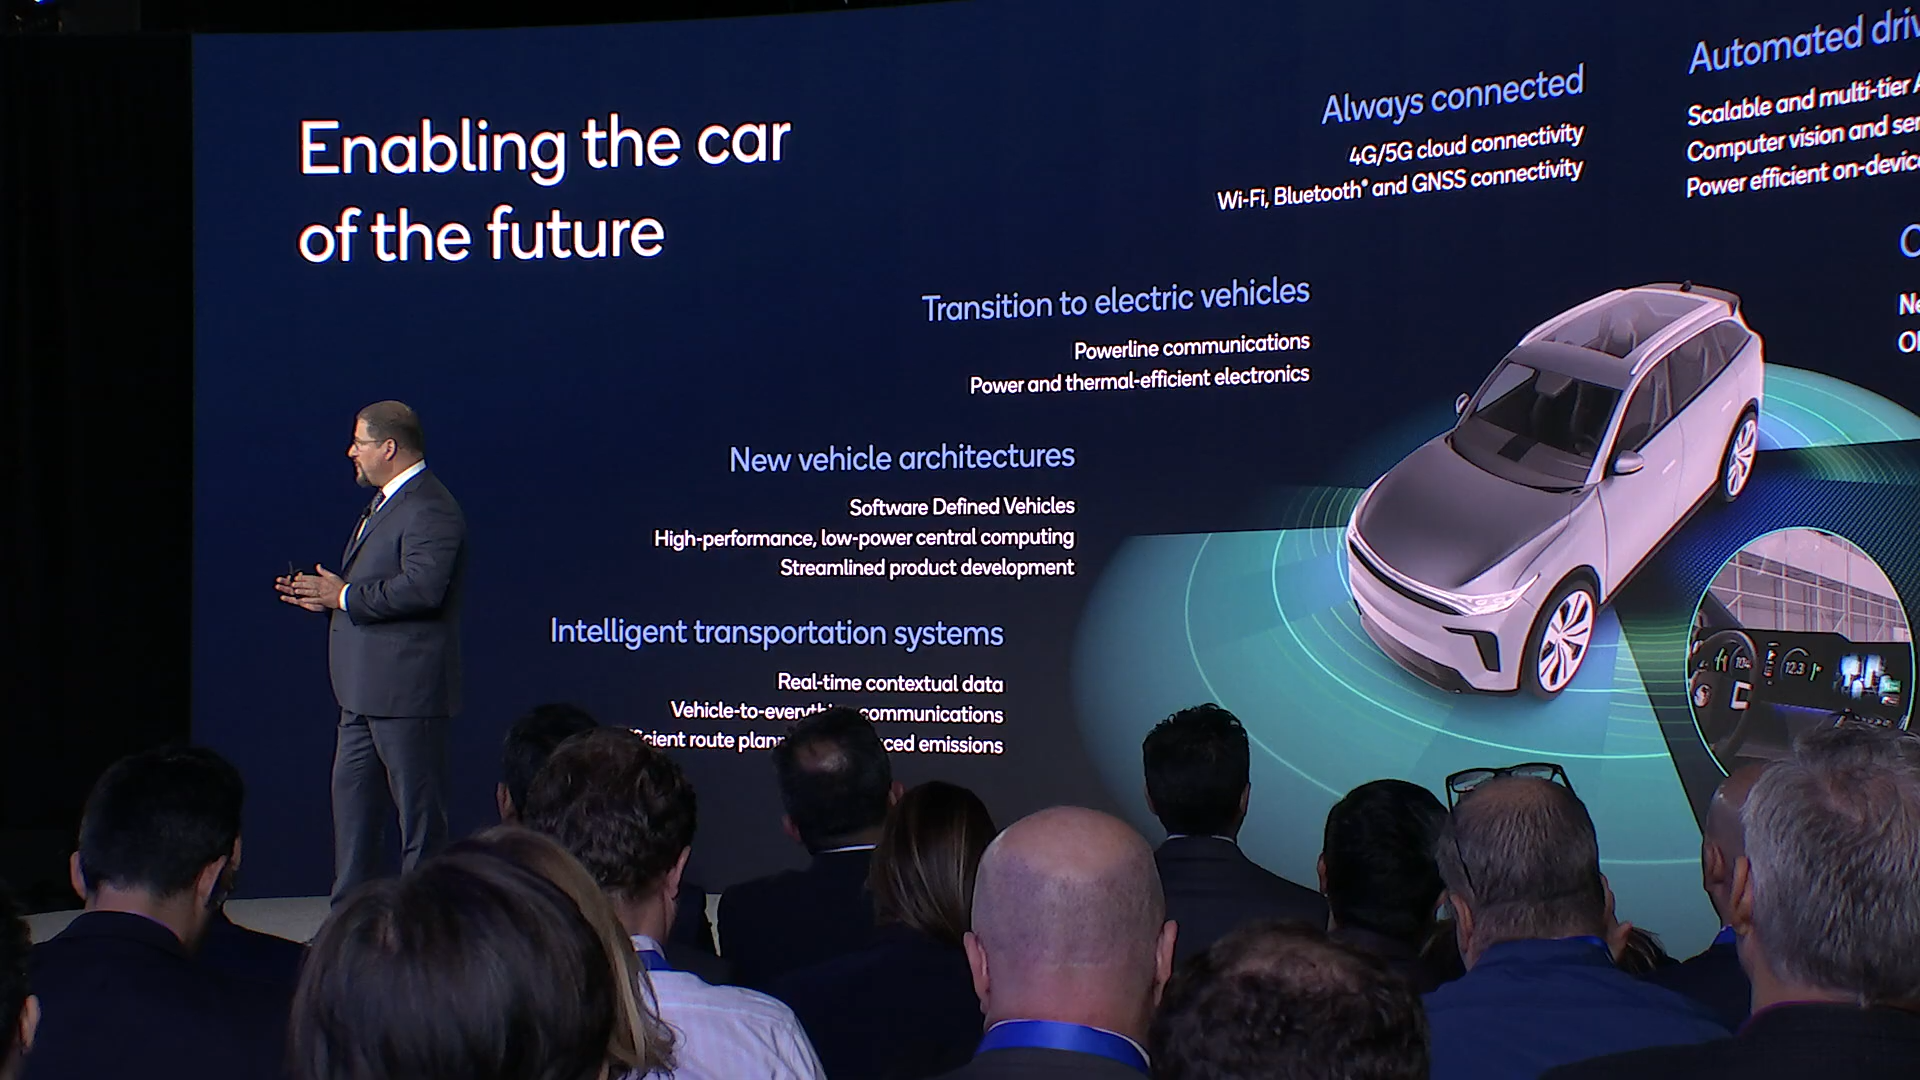 Enabling the car
of the future
Always connected
4G/5G cloud connectivity
Wi-Fi, Bluetooth® and GNSS connectivity
Automated
Scalable and multi-tier
Computer vision and
Power efficient
Transition to electric vehicles
Powerline communications
Power and thermal-efficient electronics
New vehicle architectures
Software Defined Vehicles
High-performance, low-power central computing
Streamlined product development
Intelligent transportation systems
Real-time contextual data
communications
route emissions
12.3